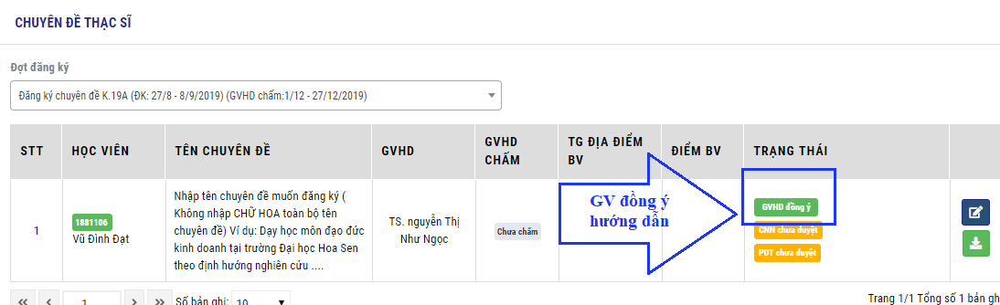 CHUYÊN ĐỀ THẠC SĨ
Đợt đăng ký
Đăng ký chuyên đề K.19A (ĐK: 27/8 - 8/9/2019) (GVHD chấm:1/12 - 27/12/2019)
STT
HỌC VIÊN
TÊN CHUYÊN ĐỀ
GVHD
GVHD
CHẤM
TG ĐỊA ĐIỂM
BV
ĐIỂM BV
TRẠNG THÁI
1
1881106
Vũ Đình Đạt
Nhập tên chuyên đề muốn đăng ký (
Không nhập CHỮ HOA toàn bộ tên
chuyên đề) Ví dụ: Dạy học môn đạo đức
kinh doanh tại trường Đại học Hoa Sen
theo định hướng nghiên cứu ....
TS. nguyễn Thị
Như Ngọc
Chưa chấm
GV đồng ý
hướng dẫn
GVHD đồng ý
CNN chưa duyệt
PĐT chưa duyệt
1
Số bản ghi: 10
Trang 1/1 Tổng số 1 bản gh